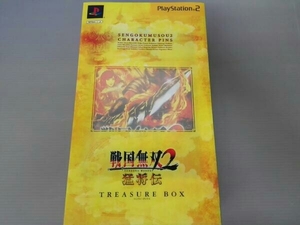 PlayStation.2
SENGOKUMUSOU2
CHARACTER PINS
戦国無双2
猛将伝
TREASURE BOX